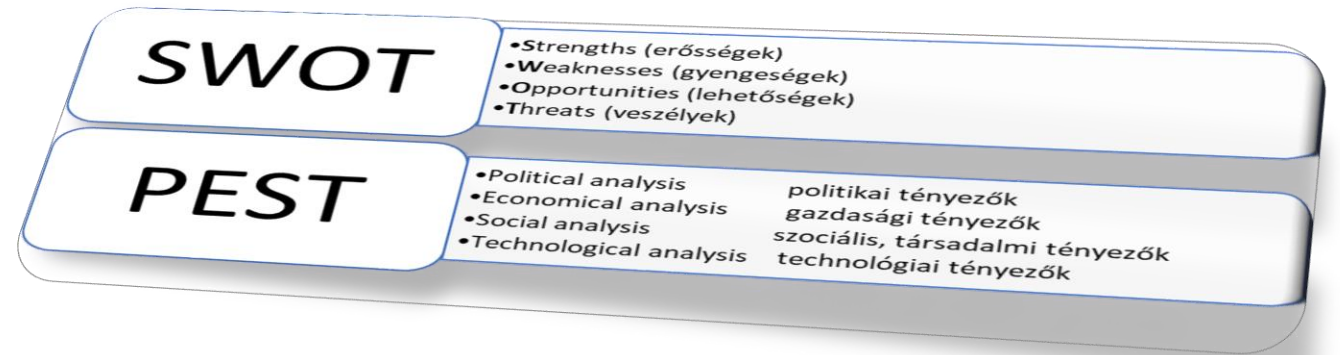 SWOT
•Strengths (erősségek)
•Weaknesses (gyengeségek)
•Opportunities (lehetőségek)
•Threats (veszélyek)
PEST
•Political analysis politikai tényezők
•Economical analysis gazdasági tényezők
•Social analysis szociális, társadalmi tényezők
•Technological analysis technológiai tényezők